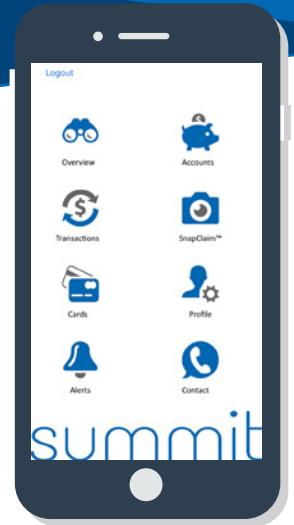 Logout
Overview
Accounts
Transactions
SnapClaim™
Cards
Profile
Alerts
Contact
summit